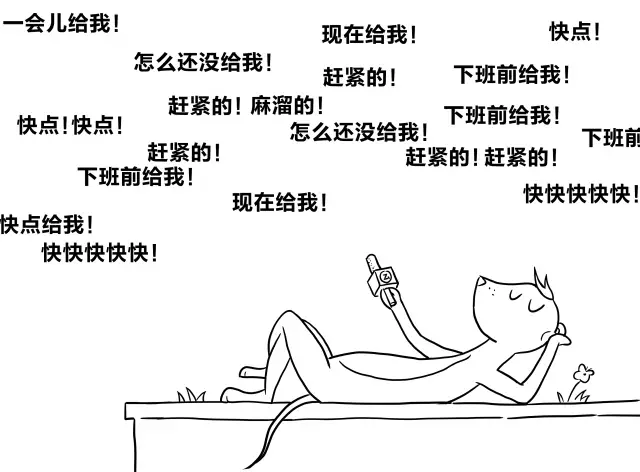 一会儿给我！
现在给我！
快点！
怎么还没给我！
赶紧的！
下班前给我！
赶紧的！麻溜的！
下班前给我！
快点！快点！
怎么还没给我！
下班前
赶紧的！
赶紧的！赶紧的！
下班前给我！
快快快快快！
现在给我！
快点给我！
快快快快快！
Z